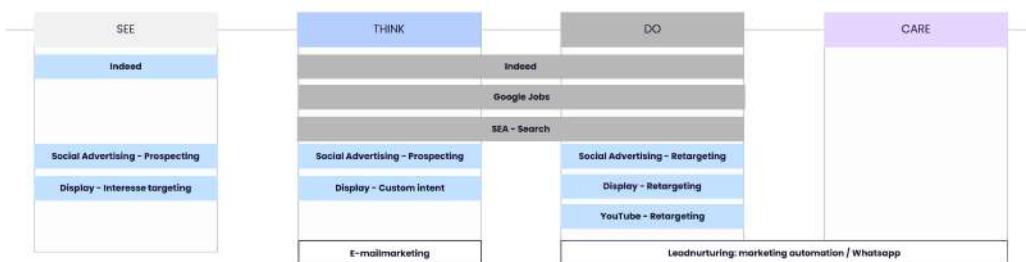 SEE
THINK
DO
CARE
Indeed
Indeed
Google Jobs
SEA - Search
Social Advertising - Prospecting
Social Advertising - Prospecting
Social Advertising - Retargeting
Display - Interesse targeting
Display - Custom intent
Display - Retargeting
YouTube - Retargeting
E-mailmarketing
Leadnurturing: marketing automation / Whatsapp